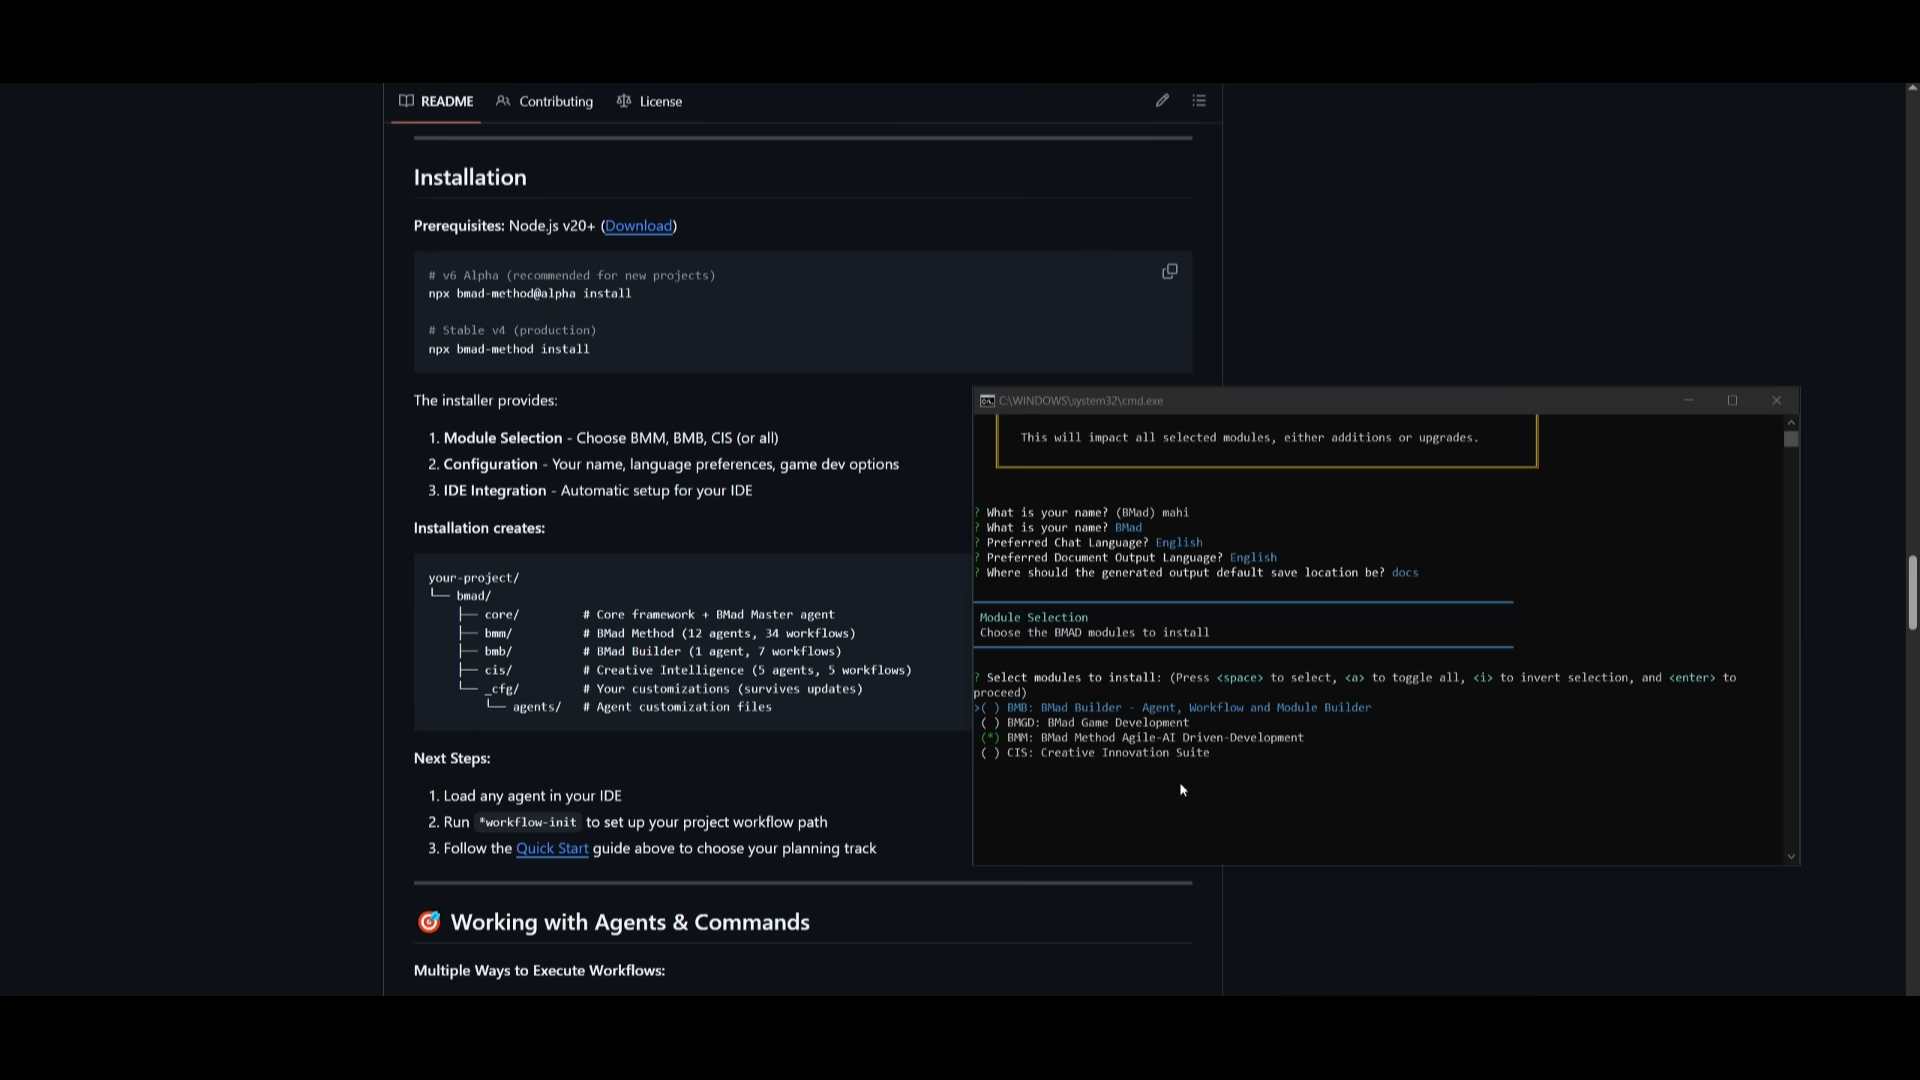 README
Contributing
License
Installation
Prerequisites: Node.js v20+ (Download)
# v6 Alpha (recommended for new projects)
npx bmad-method@alpha install
# Stable v4 (production)
npx bmad-method install
The installer provides:
1. Module Selection - Choose BMM, BMB, CIS (or all)
2. Configuration - Your name, language preferences, game dev options
3. IDE Integration - Automatic setup for your IDE
Installation creates:
your-project/
└─ bmad/
├─ core/ # Core framework + BMad Master agent
├─ bmm/ # BMad Method (12 agents, 34 workflows)
├─ bmb/ # BMad Builder (1 agent, 7 workflows)
├─ cis/ # Creative Intelligence (5 agents, 5 workflows)
└─ _cfg/ # Your customizations (survives updates)
└─ agents/ # Agent customization files
Next Steps:
1. Load any agent in your IDE
2. Run *workflow-init to set up your project workflow path
3. Follow the Quick Start guide above to choose your planning track
🎯 Working with Agents & Commands
Multiple Ways to Execute Workflows:
C:\WINDOWS\system32\cmd.exe
This will impact all selected modules, either additions or upgrades.
? What is your name? (BMad) mahi
? What is your name? BMad
? Preferred Chat Language? English
? Preferred Document Output Language? English
? Where should the generated output default save location be? docs
Module Selection
Choose the BMAD modules to install
? Select modules to install: (Press <space> to select, <a> to toggle all, <i> to invert selection, and <enter> to
proceed)
>( ) BMB: BMad Builder - Agent, Workflow and Module Builder
( ) BMGD: BMad Game Development
(*) BMM: BMad Method Agile-AI Driven-Development
( ) CIS: Creative Innovation Suite